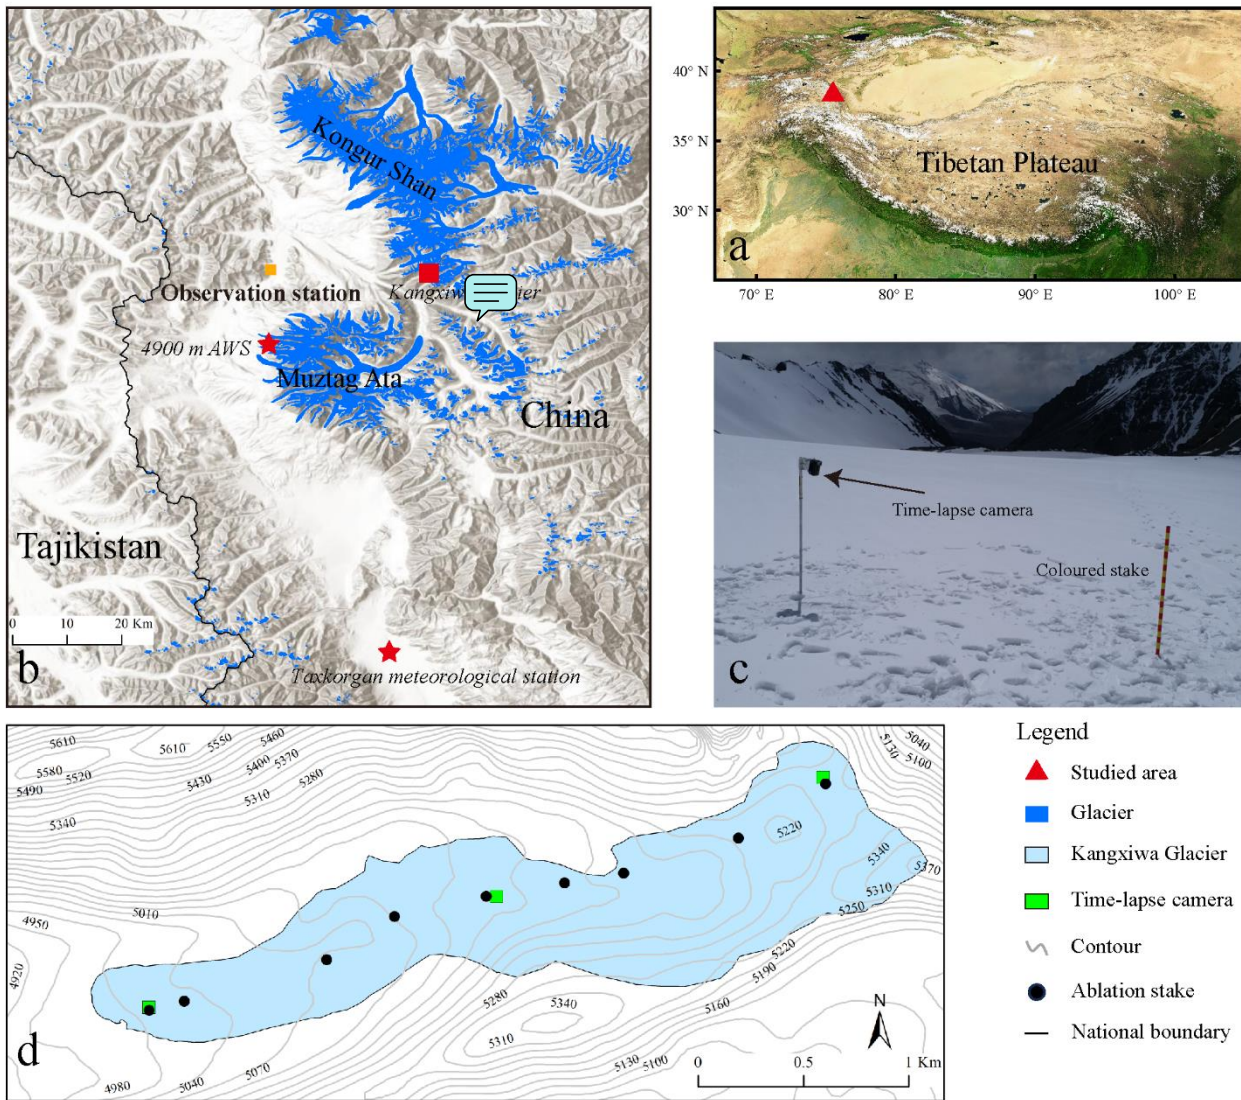 Kongur Shan
Observation station
Kangxiw
ier
4900 m AWS
Muztag Ata
China
Tajikistan
0 10 20 Km
b
Taxkorgan meteorological station
40° N
35° N
30° N
Tibetan Plateau
a
70° E 80° E 90° E 100° E
Time-lapse camera
Coloured stake
c
5610 5610 5550 5460
5580 5520 5400 5370
5490 5430 5280
5310
5340
5040
5130 5100
5220
5340 5370
5310
5250
5010
4950
4920
5220
5190
5280
5340
5160
5310
5130 5100
5070
4980 5040
N
0 0.5 1 Km
d
Legend
Studied area
Glacier
Kangxiwa Glacier
Time-lapse camera
Contour
Ablation stake
National boundary